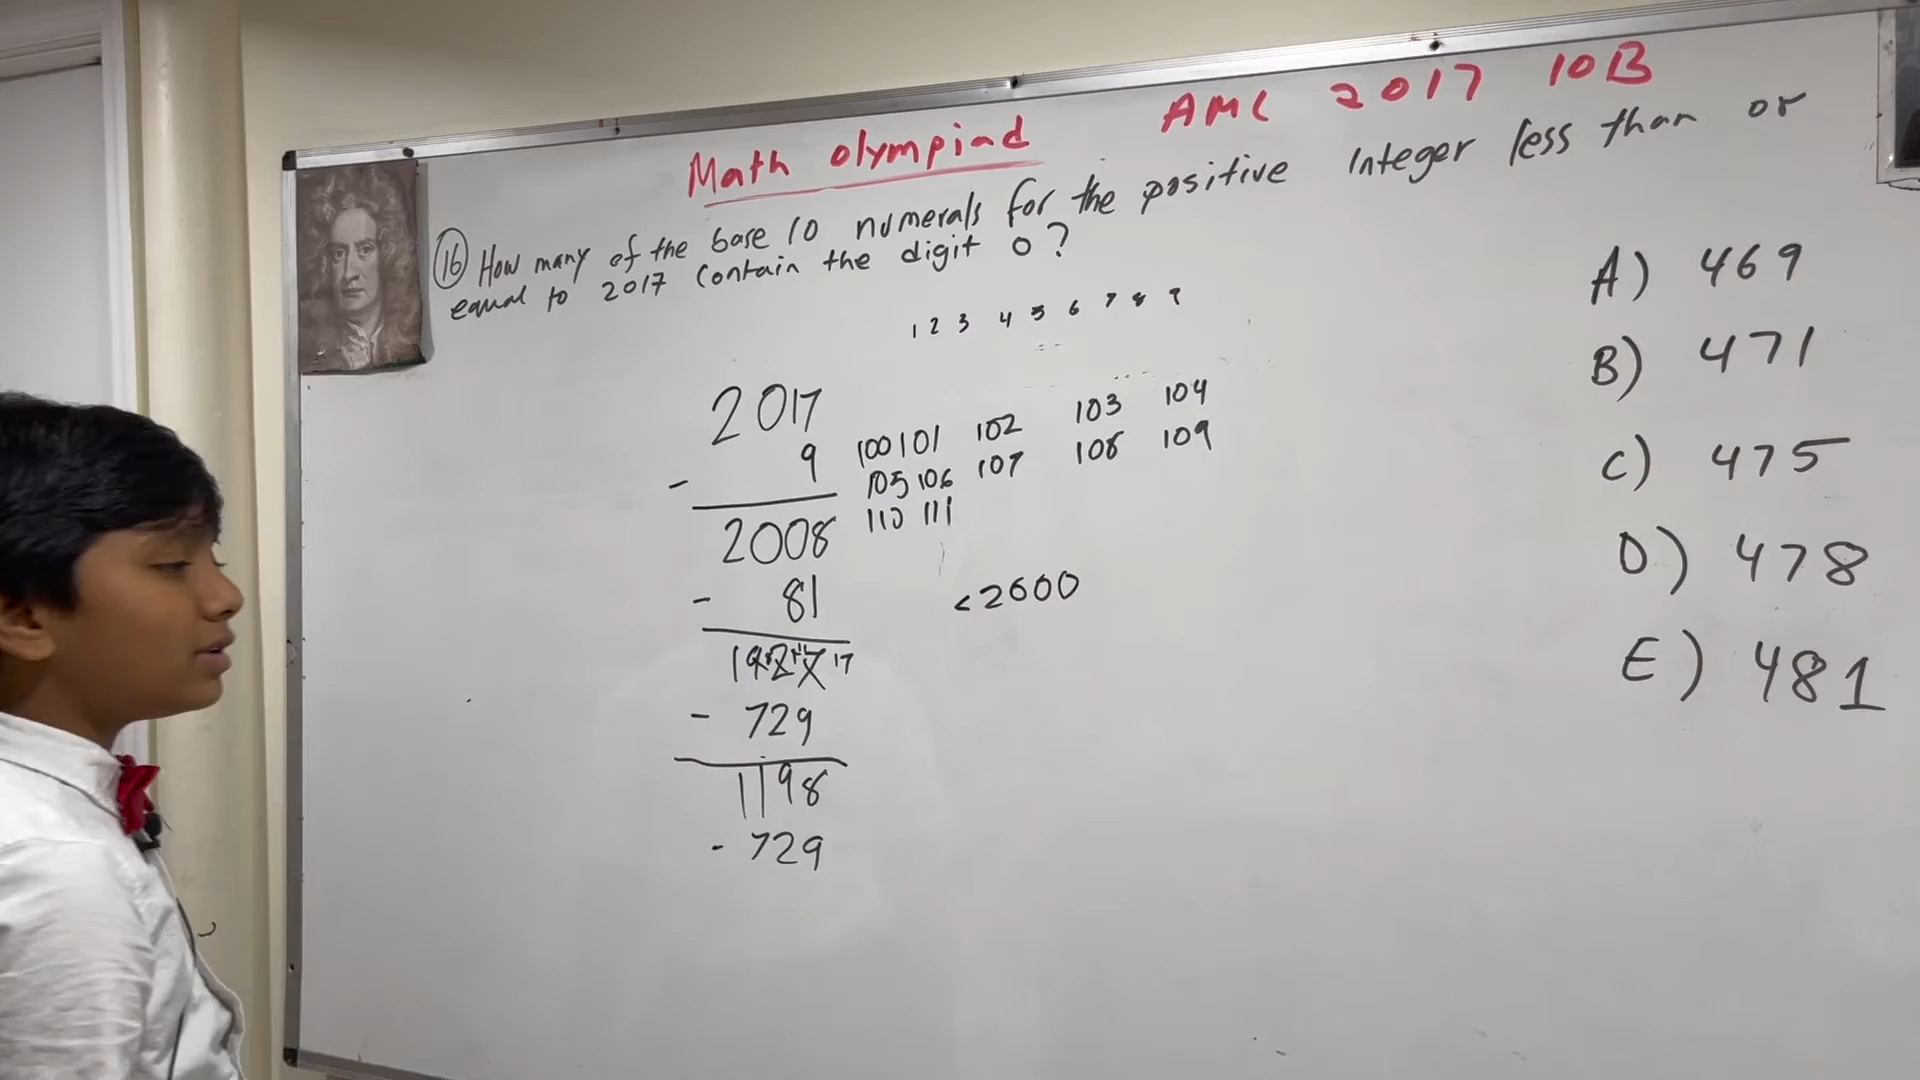 Math Olympiad AMC 2017 10B
16 How many of the base 10 numerals for the positive Integer less than or
equal to 2017 contain the digit 0?
1 2 3 4 5 6 7 8 9
2017
- 9
2008
- 81
1927 17
- 729
1198
- 729
100 101 102 103 104
105 106 107 108 109
110 111
<2000
A) 469
B) 471
C) 475
D) 478
E) 481